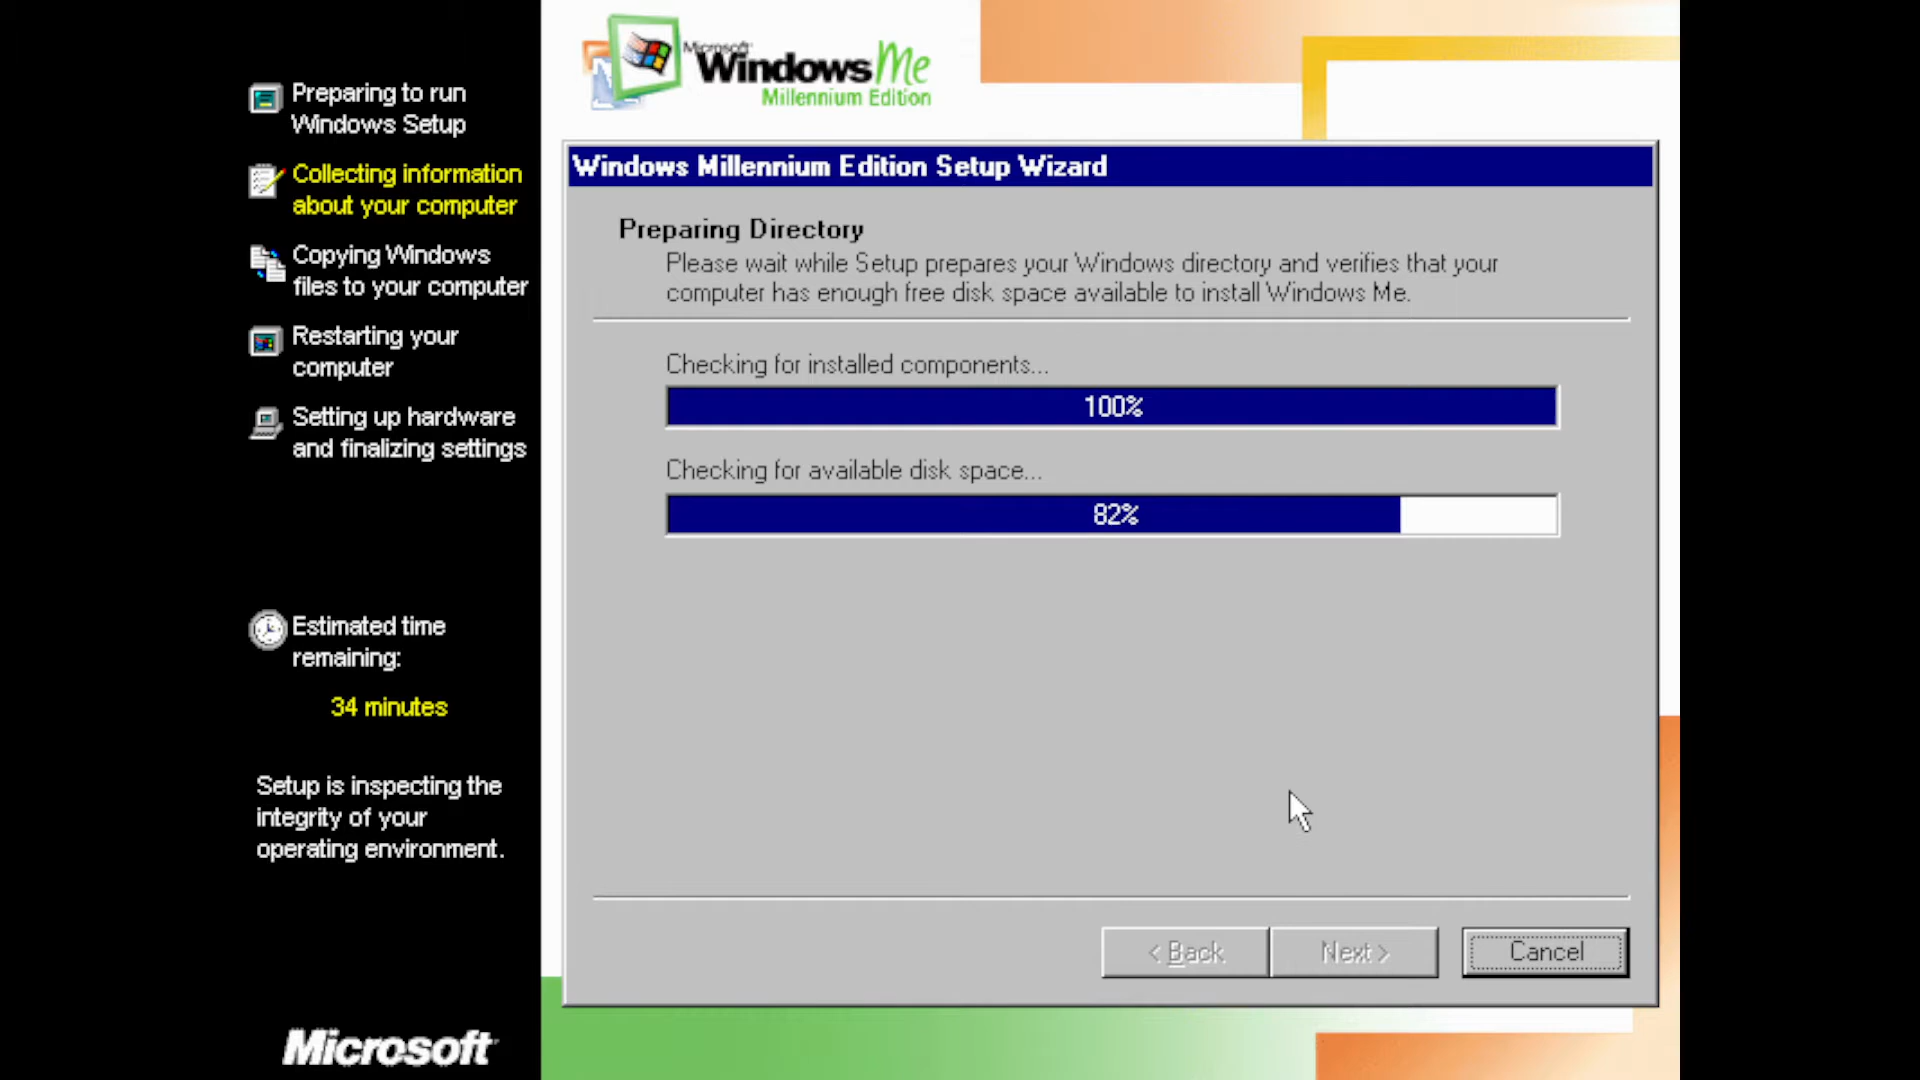 Preparing to run
Windows Setup
Collecting information
about your computer
Copying Windows
files to your computer
Restarting your
computer
Setting up hardware
and finalizing settings
Estimated time
remaining:
34 minutes
Setup is inspecting the
integrity of your
operating environment.
Microsoft
Microsoft
Windows Me
Millennium Edition
Windows Millennium Edition Setup Wizard
Preparing Directory
Please wait while Setup prepares your Windows directory and verifies that your
computer has enough free disk space available to install Windows Me.
Checking for installed components...
100%
Checking for available disk space...
82%
< Back
Next >
Cancel